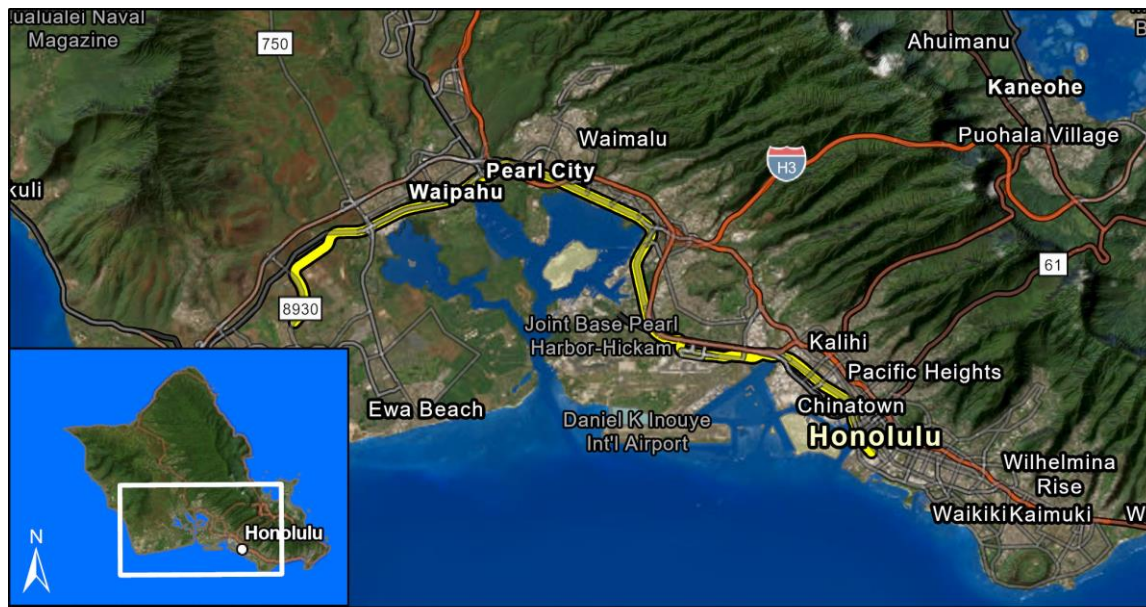 ualualei Naval
Magazine
750
Ahuimanu
Kaneohe
Waimalu
Puohala Village
H3
Pearl City
Waipahu
kuli
61
8930
Joint Base Pearl
Harbor-Hickam
Kalihi
Pacific Heights
Ewa Beach
Chinatown
Daniel K Inouye
Int'l Airport
Honolulu
Wilhelmina
Rise
Waikiki
Kaimuki
W
Honolulu
N